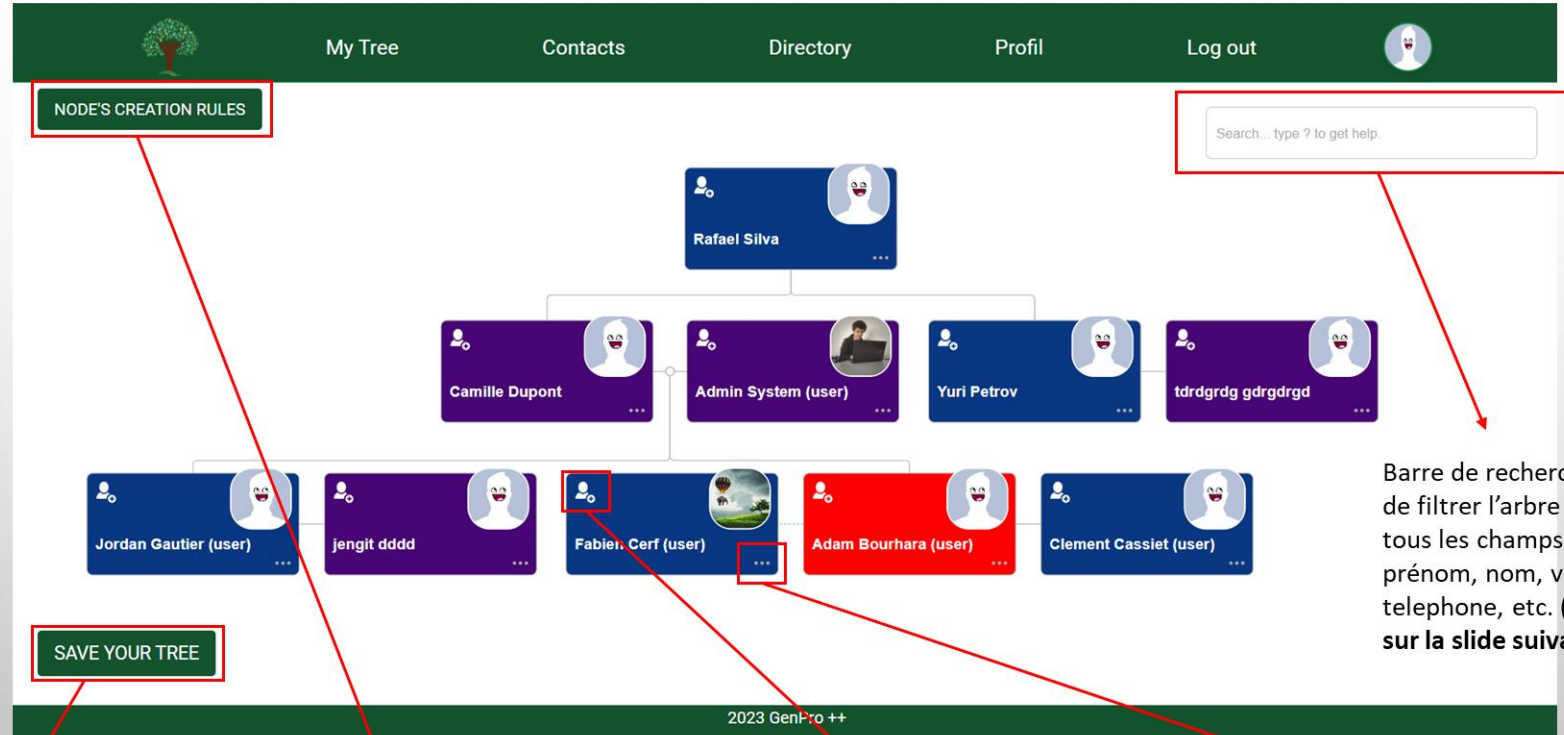 My Tree
Contacts
Directory
Profil
Log out
NODE'S CREATION RULES
Search... type ? to get help.
Rafael Silva
Camille Dupont
Admin System (user)
Yuri Petrov
tdrdgrdg gdrgdrgd
Jordan Gautier (user)
jengit dddd
Fabien Cerf (user)
Adam Bourhara (user)
Clement Cassiet (user)
Barre de recherc
de filtrer l'arbre
tous les champs
prénom, nom, v
telephone, etc. (
sur la slide suiva
SAVE YOUR TREE
2023 GenPro ++